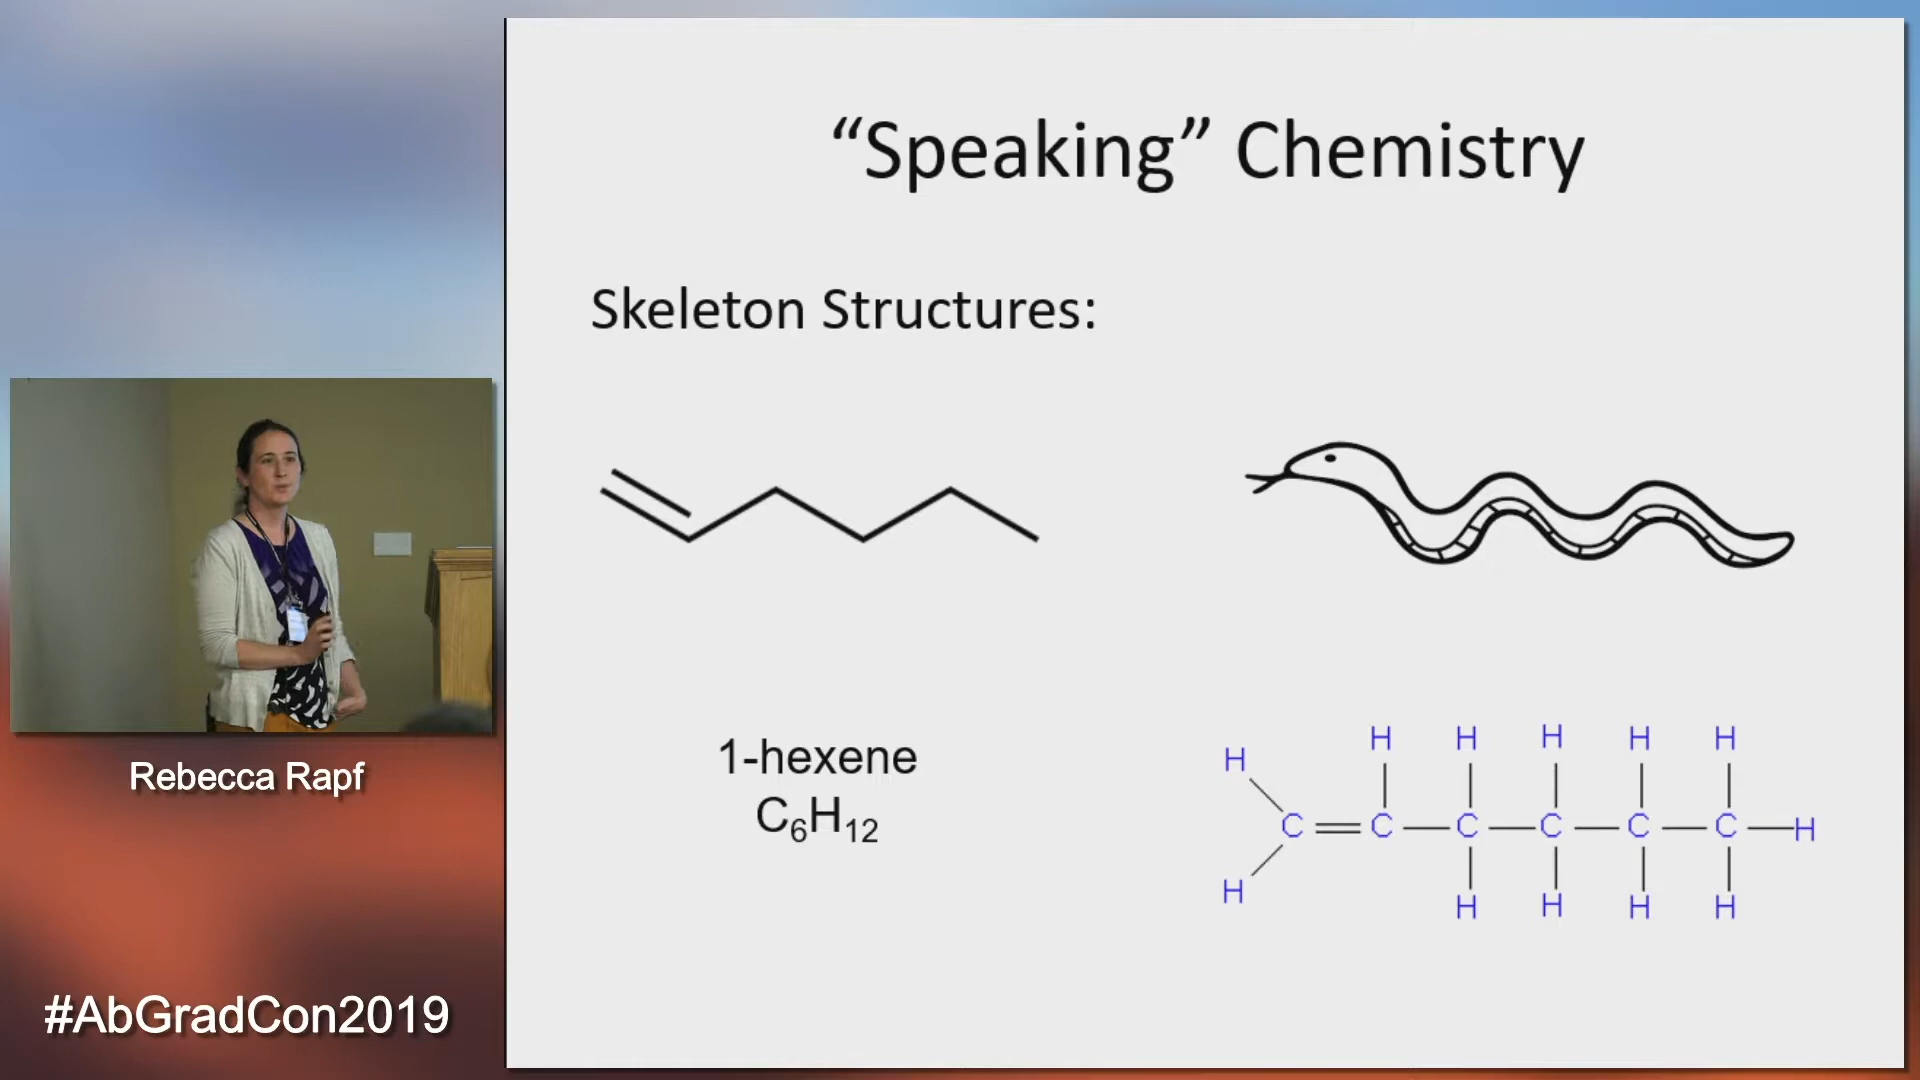 “Speaking” Chemistry
Skeleton Structures:
1-hexene
C₆H₁₂
H H H H H H
C C C C C C H
H H H H H
Rebecca Rapf
#AbGradCon2019